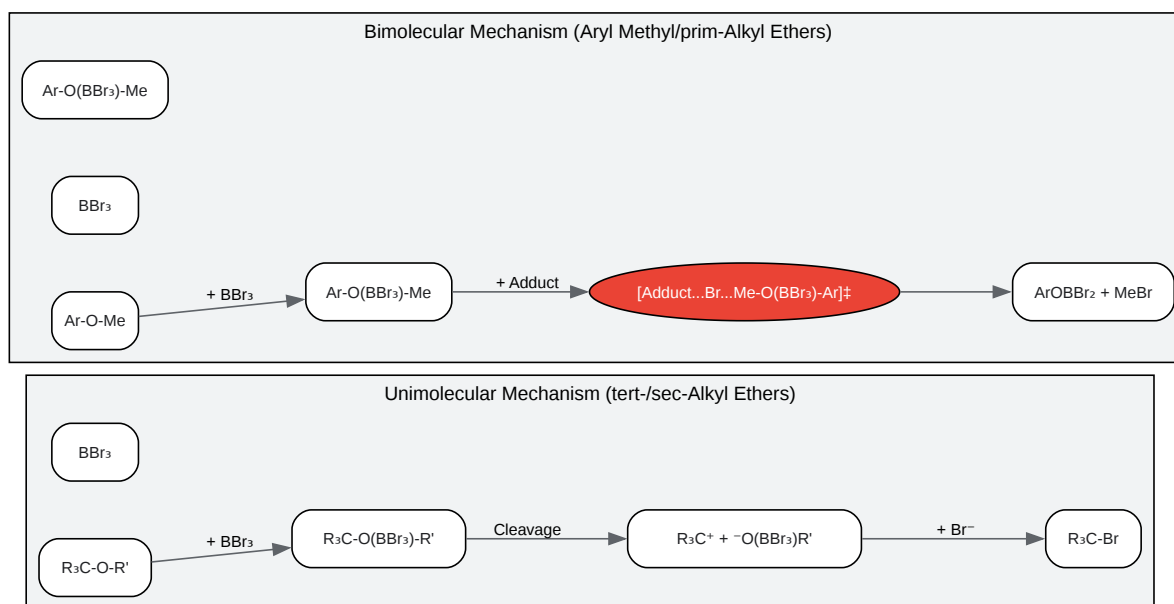 Bimolecular Mechanism (Aryl Methyl/prim-Alkyl Ethers)
Ar-O(BBr₃)-Me
BBr₃
Ar-O-Me
+ BBr₃
Ar-O(BBr₃)-Me
+ Adduct
[Adduct...Br...Me-O(BBr₃)-Ar]‡
ArOBBr₂ + MeBr
Unimolecular Mechanism (tert-/sec-Alkyl Ethers)
BBr₃
R₃C-O-R'
+ BBr₃
R₃C-O(BBr₃)-R'
Cleavage
R₃C⁺ + ⁻O(BBr₃)R'
+ Br⁻
R₃C-Br